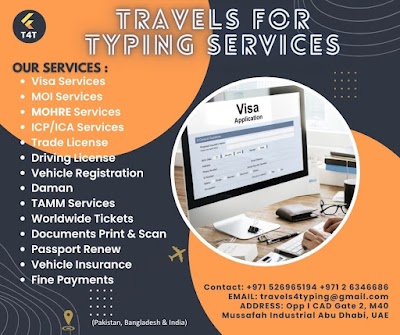 T4T
TRAVELS FOR
TYPING SERVICES
OUR SERVICES :
Visa Services
MOI Services
MOHRE Services
ICP/ICA Services
Trade License
Driving License
Vehicle Registration
Daman
TAMM Services
Worldwide Tickets
Documents Print & Scan
Passport Renew
Vehicle Insurance
Fine Payments
(Pakistan, Bangladesh & India)
Visa
Application
Contact: +971 526965194 +971 2 6346686
EMAIL: travels4typing@gmail.com
ADDRESS: Opp I CAD Gate 2, M40
Mussafah Industrial Abu Dhabi, UAE